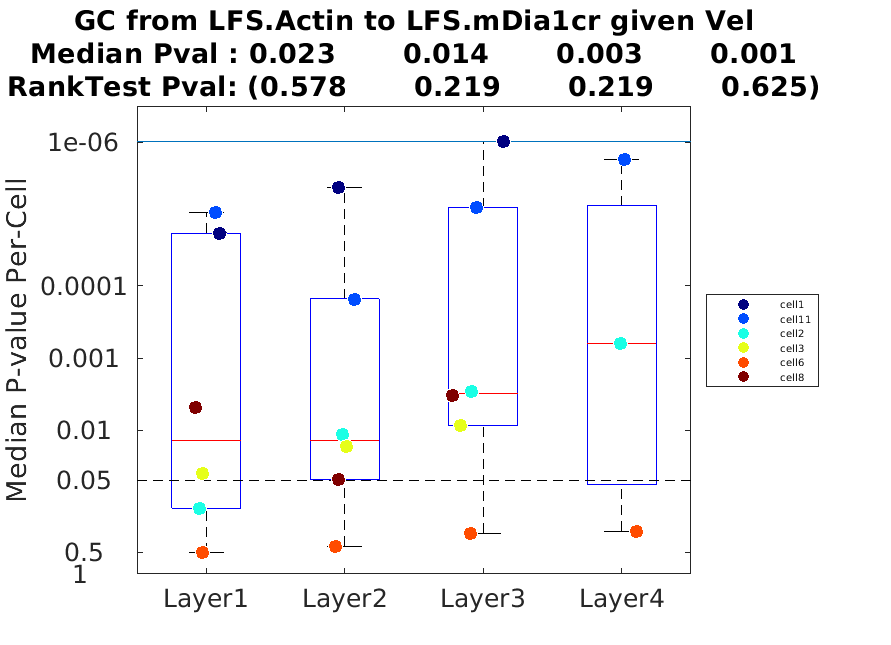 GC from LFS.Actin to LFS.mDia1cr given Vel
Median Pval : 0.023 0.014 0.003 0.001
RankTest Pval: (0.578 0.219 0.219 0.625)
Median P-value Per-Cell
1e-06
0.0001
0.001
0.01
0.05
0.5
1
Layer1 Layer2 Layer3 Layer4
cell1
cell11
cell2
cell3
cell6
cell8